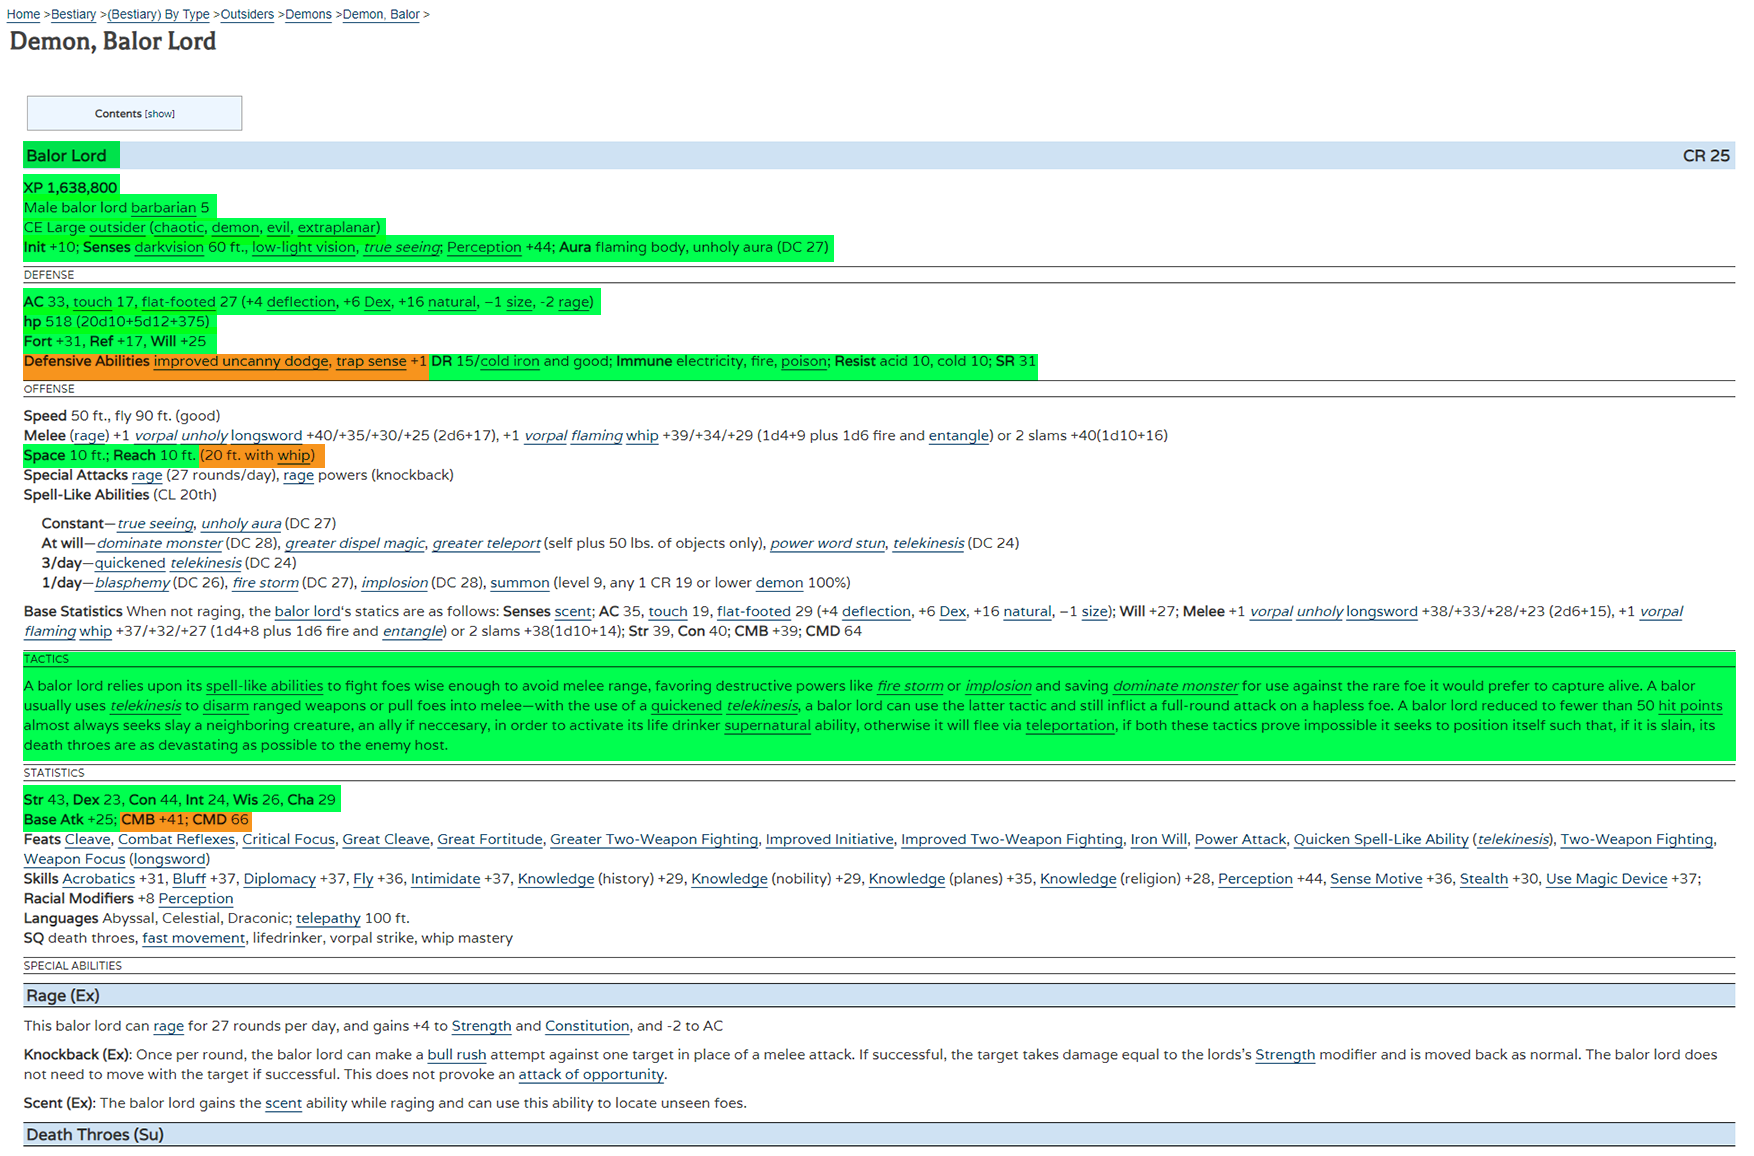 Home >Bestiary >(Bestiary) By Type >Outsiders >Demons >Demon, Balor >
Demon, Balor Lord
Contents [show]
Balor Lord CR 25
XP 1,638,800
Male balor lord barbarian 5
CE Large outsider (chaotic, demon, evil, extraplanar)
Init +10; Senses darkvision 60 ft., low-light vision, true seeing; Perception +44; Aura flaming body, unholy aura (DC 27)
DEFENSE
AC 33, touch 17, flat-footed 27 (+4 deflection, +6 Dex, +16 natural, −1 size, -2 rage)
hp 518 (20d10+5d12+375)
Fort +31, Ref +17, Will +25
Defensive Abilities improved uncanny dodge, trap sense +1 DR 15/cold iron and good; Immune electricity, fire, poison; Resist acid 10, cold 10; SR 31
OFFENSE
Speed 50 ft., fly 90 ft. (good)
Melee (rage) +1 vorpal unholy longsword +40/+35/+30/+25 (2d6+17), +1 vorpal flaming whip +39/+34/+29 (1d4+9 plus 1d6 fire and entangle) or 2 slams +40(1d10+16)
Space 10 ft.; Reach 10 ft. (20 ft. with whip)
Special Attacks rage (27 rounds/day), rage powers (knockback)
Spell-Like Abilities (CL 20th)
Constant—true seeing, unholy aura (DC 27)
At will—dominate monster (DC 28), greater dispel magic, greater teleport (self plus 50 lbs. of objects only), power word stun, telekinesis (DC 24)
3/day—quickened telekinesis (DC 24)
1/day—blasphemy (DC 26), fire storm (DC 27), implosion (DC 28), summon (level 9, any 1 CR 19 or lower demon 100%)
Base Statistics When not raging, the balor lord‘s statics are as follows: Senses scent; AC 35, touch 19, flat-footed 29 (+4 deflection, +6 Dex, +16 natural, −1 size); Will +27; Melee +1 vorpal unholy longsword +38/+33/+28/+23 (2d6+15), +1 vorpal
flaming whip +37/+32/+27 (1d4+8 plus 1d6 fire and entangle) or 2 slams +38(1d10+14); Str 39, Con 40; CMB +39; CMD 64
TACTICS
A balor lord relies upon its spell-like abilities to fight foes wise enough to avoid melee range, favoring destructive powers like fire storm or implosion and saving dominate monster for use against the rare foe it would prefer to capture alive. A balor
usually uses telekinesis to disarm ranged weapons or pull foes into melee—with the use of a quickened telekinesis, a balor lord can use the latter tactic and still inflict a full-round attack on a hapless foe. A balor lord reduced to fewer than 50 hit points
almost always seeks slay a neighboring creature, an ally if neccesary, in order to activate its life drinker supernatural ability, otherwise it will flee via teleportation, if both these tactics prove impossible it seeks to position itself such that, if it is slain, its
death throes are as devastating as possible to the enemy host.
STATISTICS
Str 43, Dex 23, Con 44, Int 24, Wis 26, Cha 29
Base Atk +25; CMB +41; CMD 66
Feats Cleave, Combat Reflexes, Critical Focus, Great Cleave, Great Fortitude, Greater Two-Weapon Fighting, Improved Initiative, Improved Two-Weapon Fighting, Iron Will, Power Attack, Quicken Spell-Like Ability (telekinesis), Two-Weapon Fighting,
Weapon Focus (longsword)
Skills Acrobatics +31, Bluff +37, Diplomacy +37, Fly +36, Intimidate +37, Knowledge (history) +29, Knowledge (nobility) +29, Knowledge (planes) +35, Knowledge (religion) +28, Perception +44, Sense Motive +36, Stealth +30, Use Magic Device +37;
Racial Modifiers +8 Perception
Languages Abyssal, Celestial, Draconic; telepathy 100 ft.
SQ death throes, fast movement, lifedrinker, vorpal strike, whip mastery
SPECIAL ABILITIES
Rage (Ex)
This balor lord can rage for 27 rounds per day, and gains +4 to Strength and Constitution, and -2 to AC
Knockback (Ex): Once per round, the balor lord can make a bull rush attempt against one target in place of a melee attack. If successful, the target takes damage equal to the lords’s Strength modifier and is moved back as normal. The balor lord does
not need to move with the target if successful. This does not provoke an attack of opportunity.
Scent (Ex): The balor lord gains the scent ability while raging and can use this ability to locate unseen foes.
Death Throes (Su)